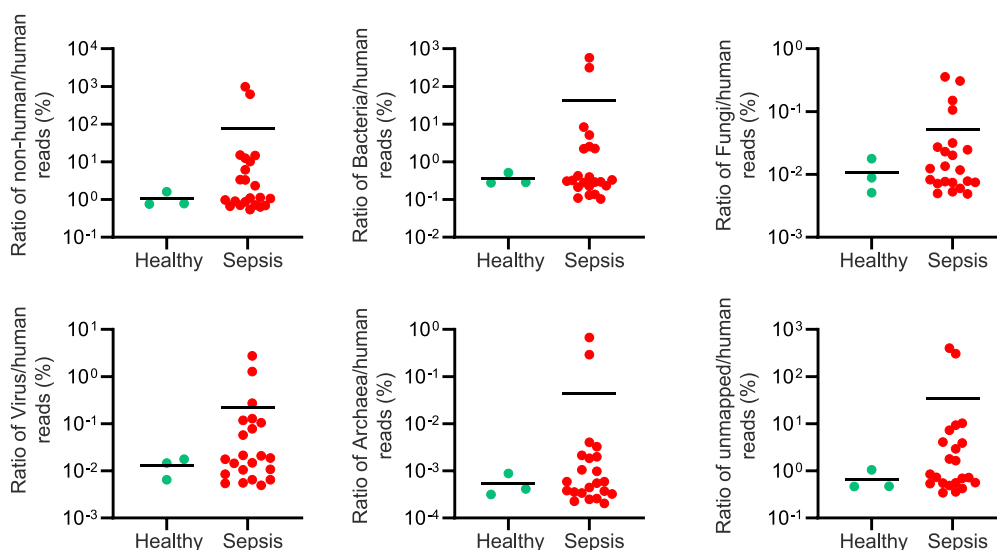 Ratio of non-human/human
reads (%)
10⁴
10³
10²
10¹
10⁰
10⁻¹
Healthy Sepsis
Ratio of Bacteria/human
reads (%)
10³
10²
10¹
10⁰
10⁻¹
10⁻²
Healthy Sepsis
Ratio of Fungi/human
reads (%)
10⁰
10⁻¹
10⁻²
10⁻³
Healthy Sepsis
Ratio of Virus/human
reads (%)
10¹
10⁰
10⁻¹
10⁻²
10⁻³
Healthy Sepsis
Ratio of Archaea/human
reads (%)
10⁰
10⁻¹
10⁻²
10⁻³
10⁻⁴
Healthy Sepsis
Ratio of unmapped/human
reads (%)
10³
10²
10¹
10⁰
10⁻¹
Healthy Sepsis